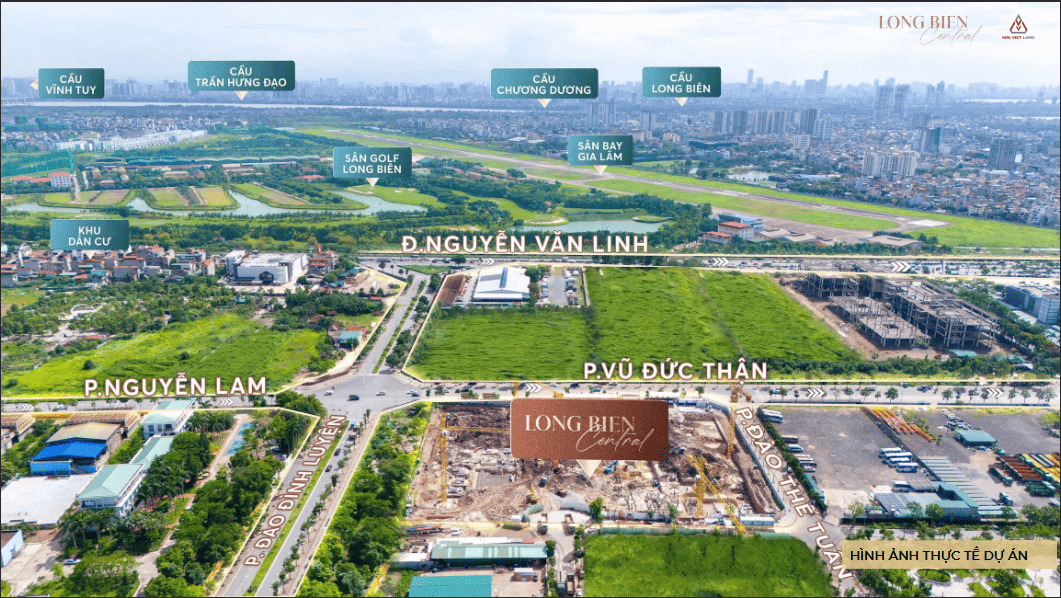 LONG BIEN
Central
MAI VIET LAND
CẦU
VĨNH TUY
CẦU
TRẦN HƯNG ĐẠO
CẦU
CHƯƠNG DƯƠNG
CẦU
LONG BIÊN
SÂN GOLF
LONG BIÊN
SÂN BAY
GIA LÂM
KHU
DÂN CƯ
Đ.NGUYỄN VĂN LINH
P.NGUYỄN LAM
P.VŨ ĐỨC THẬN
LONG BIEN
Central
P. ĐÀO ĐÌNH LUYỆN
P.ĐÀO THẾ TUẤN
HÌNH ẢNH THỰC TẾ DỰ ÁN